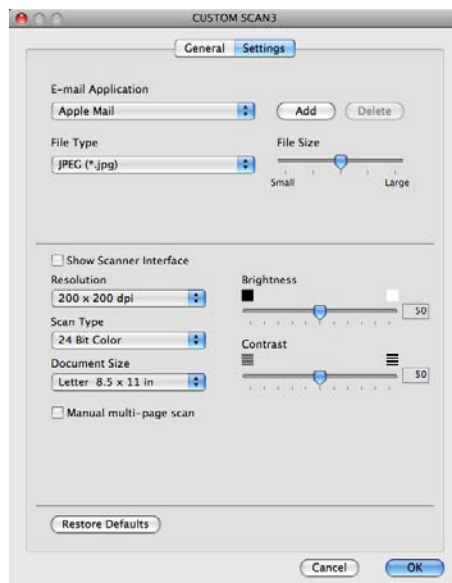 CUSTOM SCAN3
General Settings
E-mail Application
Apple Mail Add Delete
File Type File Size
JPEG (*.jpg)
Small Large
Show Scanner Interface
Resolution Brightness
200 x 200 dpi
50
Scan Type
24 Bit Color Contrast
Document Size
Letter 8.5 x 11 in 50
Manual multi-page scan
Restore Defaults
Cancel OK